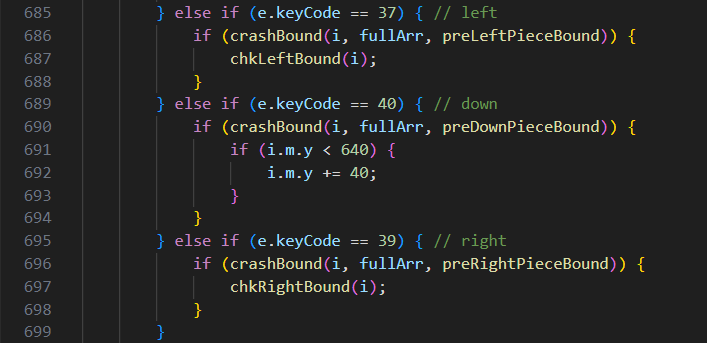 685 } else if (e.keyCode == 37) { // left
686 if (crashBound(i, fullArr, preLeftPieceBound)) {
687 chkLeftBound(i);
688 }
689 } else if (e.keyCode == 40) { // down
690 if (crashBound(i, fullArr, preDownPieceBound)) {
691 if (i.m.y < 640) {
692 i.m.y += 40;
693 }
694 }
695 } else if (e.keyCode == 39) { // right
696 if (crashBound(i, fullArr, preRightPieceBound)) {
697 chkRightBound(i);
698 }
699 }